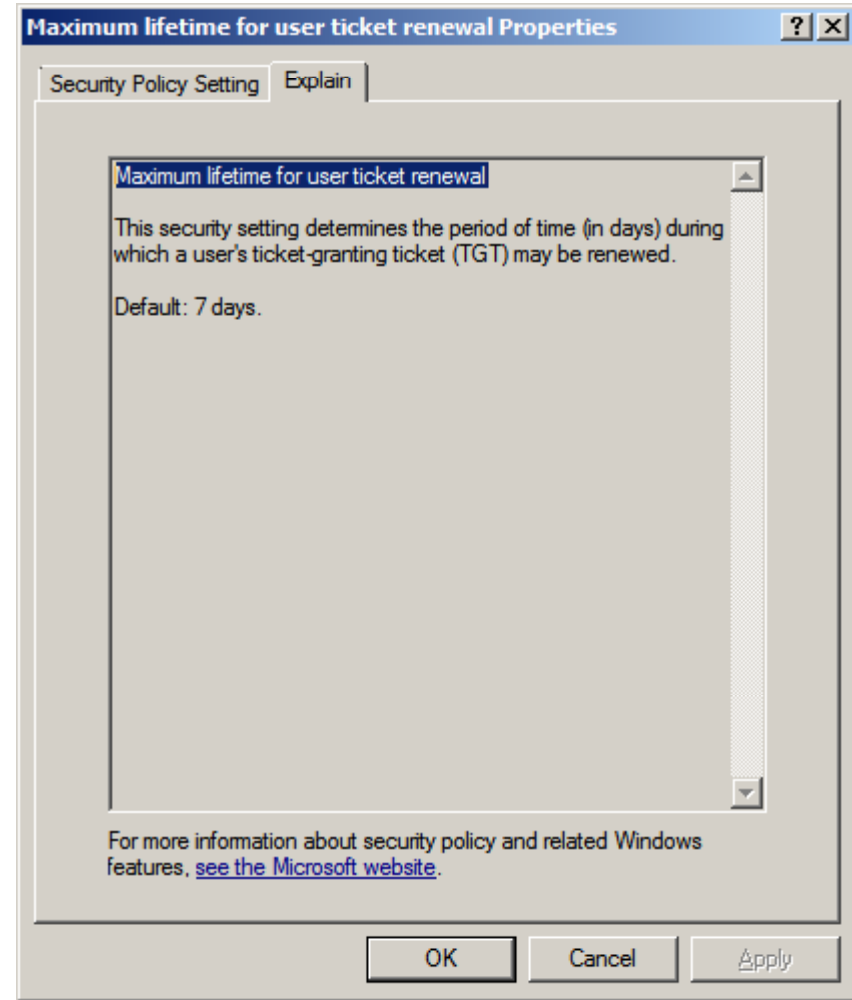 Maximum lifetime for user ticket renewal Properties
Security Policy Setting
Explain
Maximum lifetime for user ticket renewal
This security setting determines the period of time (in days) during
which a user's ticket-granting ticket (TGT) may be renewed.
Default: 7 days.
For more information about security policy and related Windows
features, see the Microsoft website.
OK
Cancel
Apply